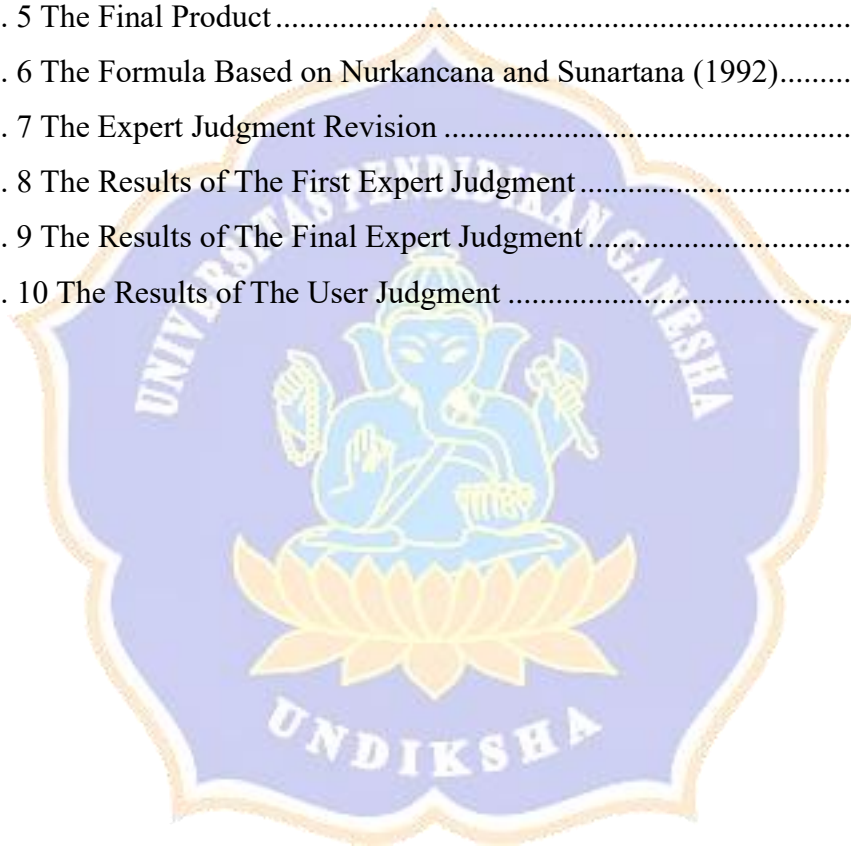 . 5 The Final Product................................................................................
. 6 The Formula Based on Nurkancana and Sunartana (1992).........
. 7 The Expert Judgment Revision ...................................................
. 8 The Results of The First Expert Judgment ..................................
. 9 The Results of The Final Expert Judgment .................................
. 10 The Results of The User Judgment ...........................................
UNIVERSITAS PENDIDIKAN GANESHA
UNDIKSHA